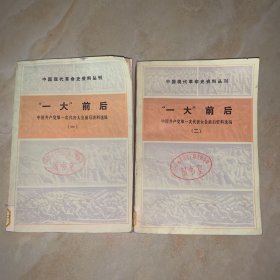 中国现代革命史资料丛刊
“一大”前后
中国共产党第一次代表大会前后资料选编
（一）
中国现代革命史资料丛刊
“一大”前后
中国共产党第一次代表大会前后资料选编
（二）